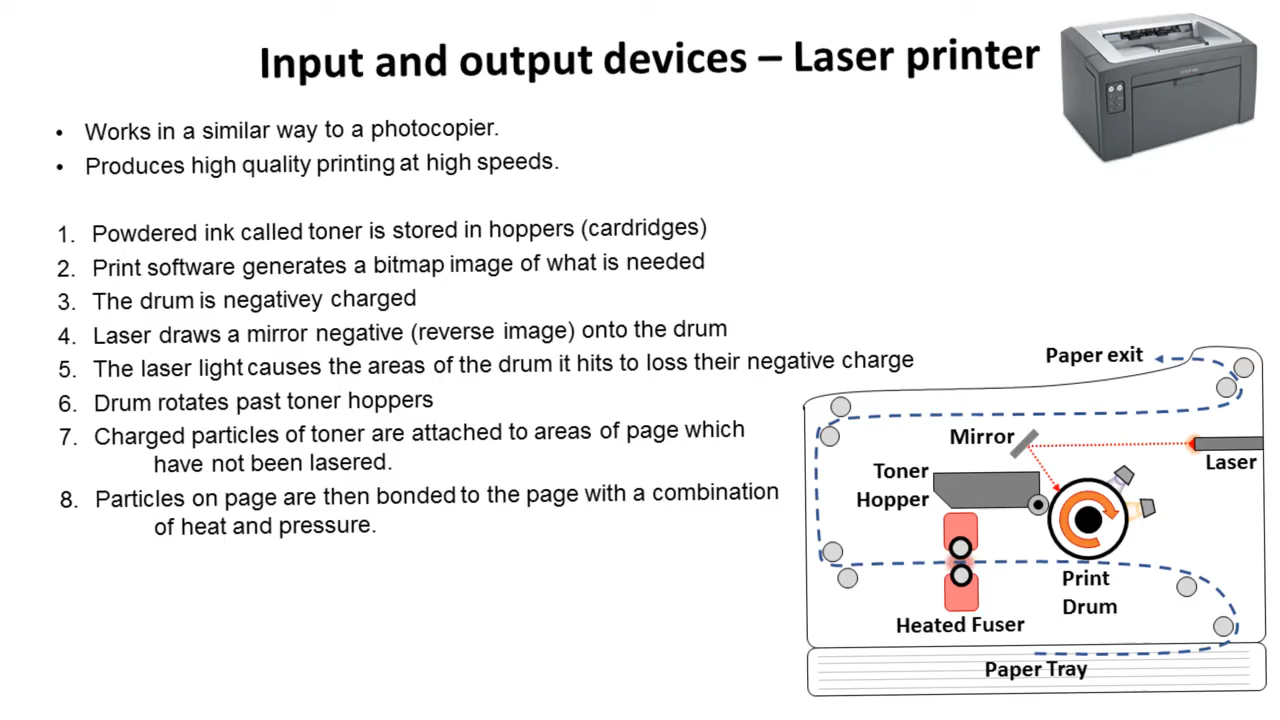 Input and output devices – Laser printer
• Works in a similar way to a photocopier.
• Produces high quality printing at high speeds.
1. Powdered ink called toner is stored in hoppers (cardridges)
2. Print software generates a bitmap image of what is needed
3. The drum is negativey charged
4. Laser draws a mirror negative (reverse image) onto the drum
5. The laser light causes the areas of the drum it hits to loss their negative charge
6. Drum rotates past toner hoppers
7. Charged particles of toner are attached to areas of page which
have not been lasered.
8. Particles on page are then bonded to the page with a combination
of heat and pressure.
Paper exit
Mirror
Laser
Toner
Hopper
Print
Drum
Heated Fuser
Paper Tray